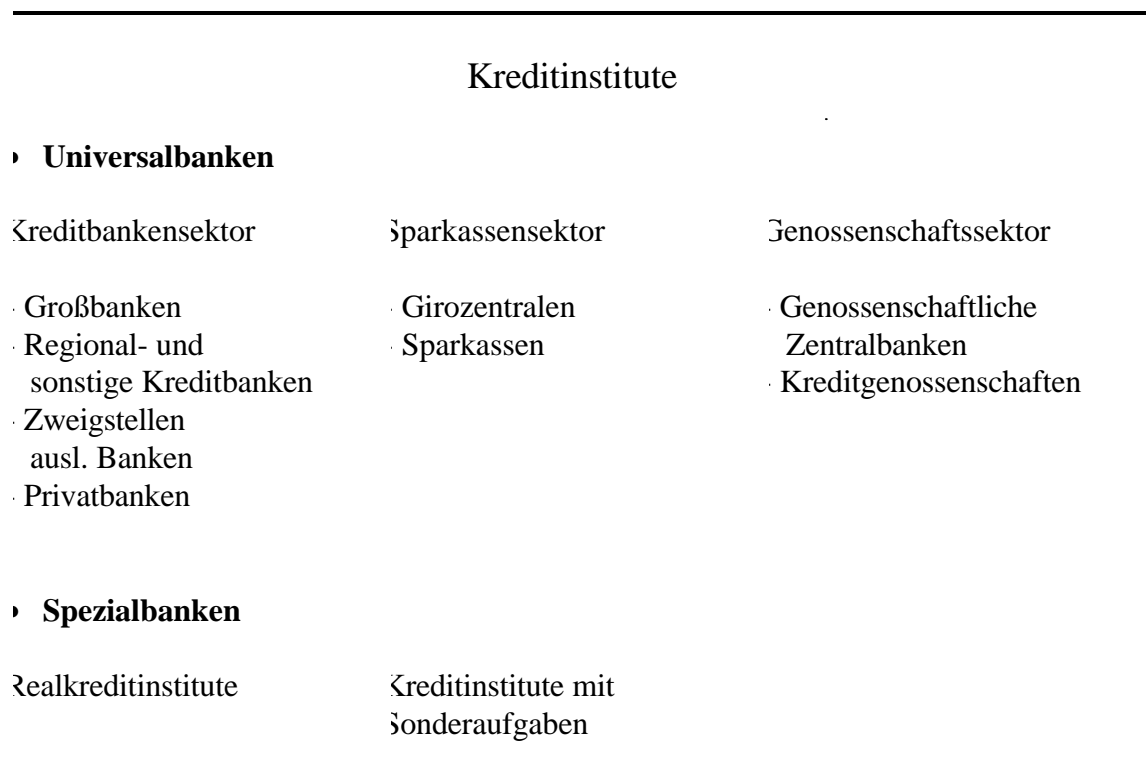 Kreditinstitute
• Universalbanken
Kreditbankensektor
- Großbanken
- Regional- und
sonstige Kreditbanken
- Zweigstellen
ausl. Banken
- Privatbanken
Sparkassensektor
- Girozentralen
- Sparkassen
Genossenschaftssektor
- Genossenschaftliche
Zentralbanken
- Kreditgenossenschaften
• Spezialbanken
Realkreditinstitute
Kreditinstitute mit
Sonderaufgaben